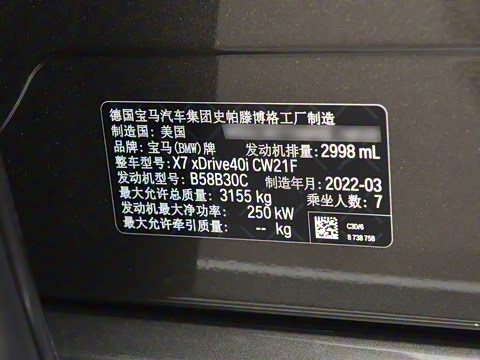 德国宝马汽车集团史帕滕博格工厂制造
制造国: 美国
品牌: 宝马(BMW)牌 发动机排量: 2998 mL
整车型号: X7 xDrive40i CW21F
发动机型号: B58B30C 制造年月: 2022-03
最大允许总质量: 3155 kg 乘坐人数: 7
发动机最大净功率: 250 kW
最大允许牵引质量: -- kg
C3D/6
8 738 758